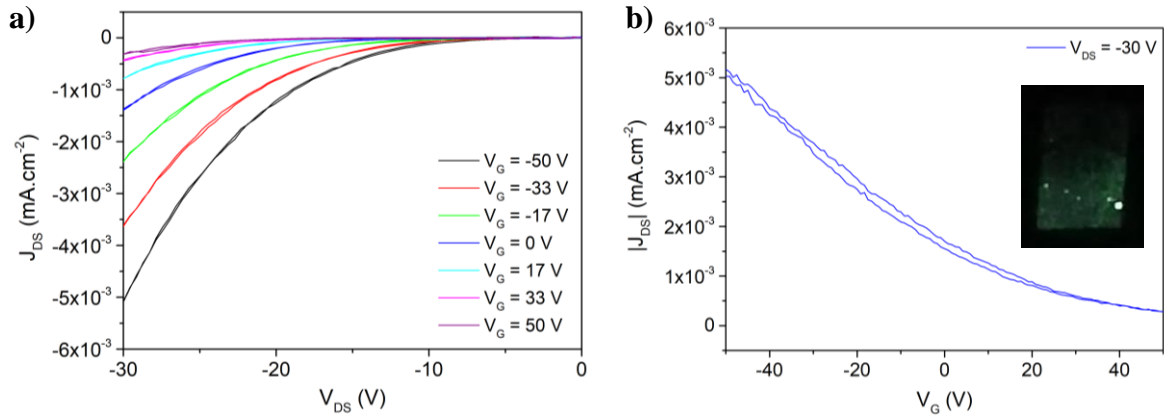 a)
0
-1x10⁻³
-2x10⁻³
-3x10⁻³
-4x10⁻³
-5x10⁻³
-6x10⁻³
J_DS (mA.cm⁻²)
V_G = -50 V
V_G = -33 V
V_G = -17 V
V_G = 0 V
V_G = 17 V
V_G = 33 V
V_G = 50 V
-30 -20 -10 0
V_DS (V)
b)
V_DS = -30 V
6x10⁻³
5x10⁻³
4x10⁻³
3x10⁻³
2x10⁻³
1x10⁻³
0
|J_DS| (mA.cm⁻²)
-40 -20 0 20 40
V_G (V)